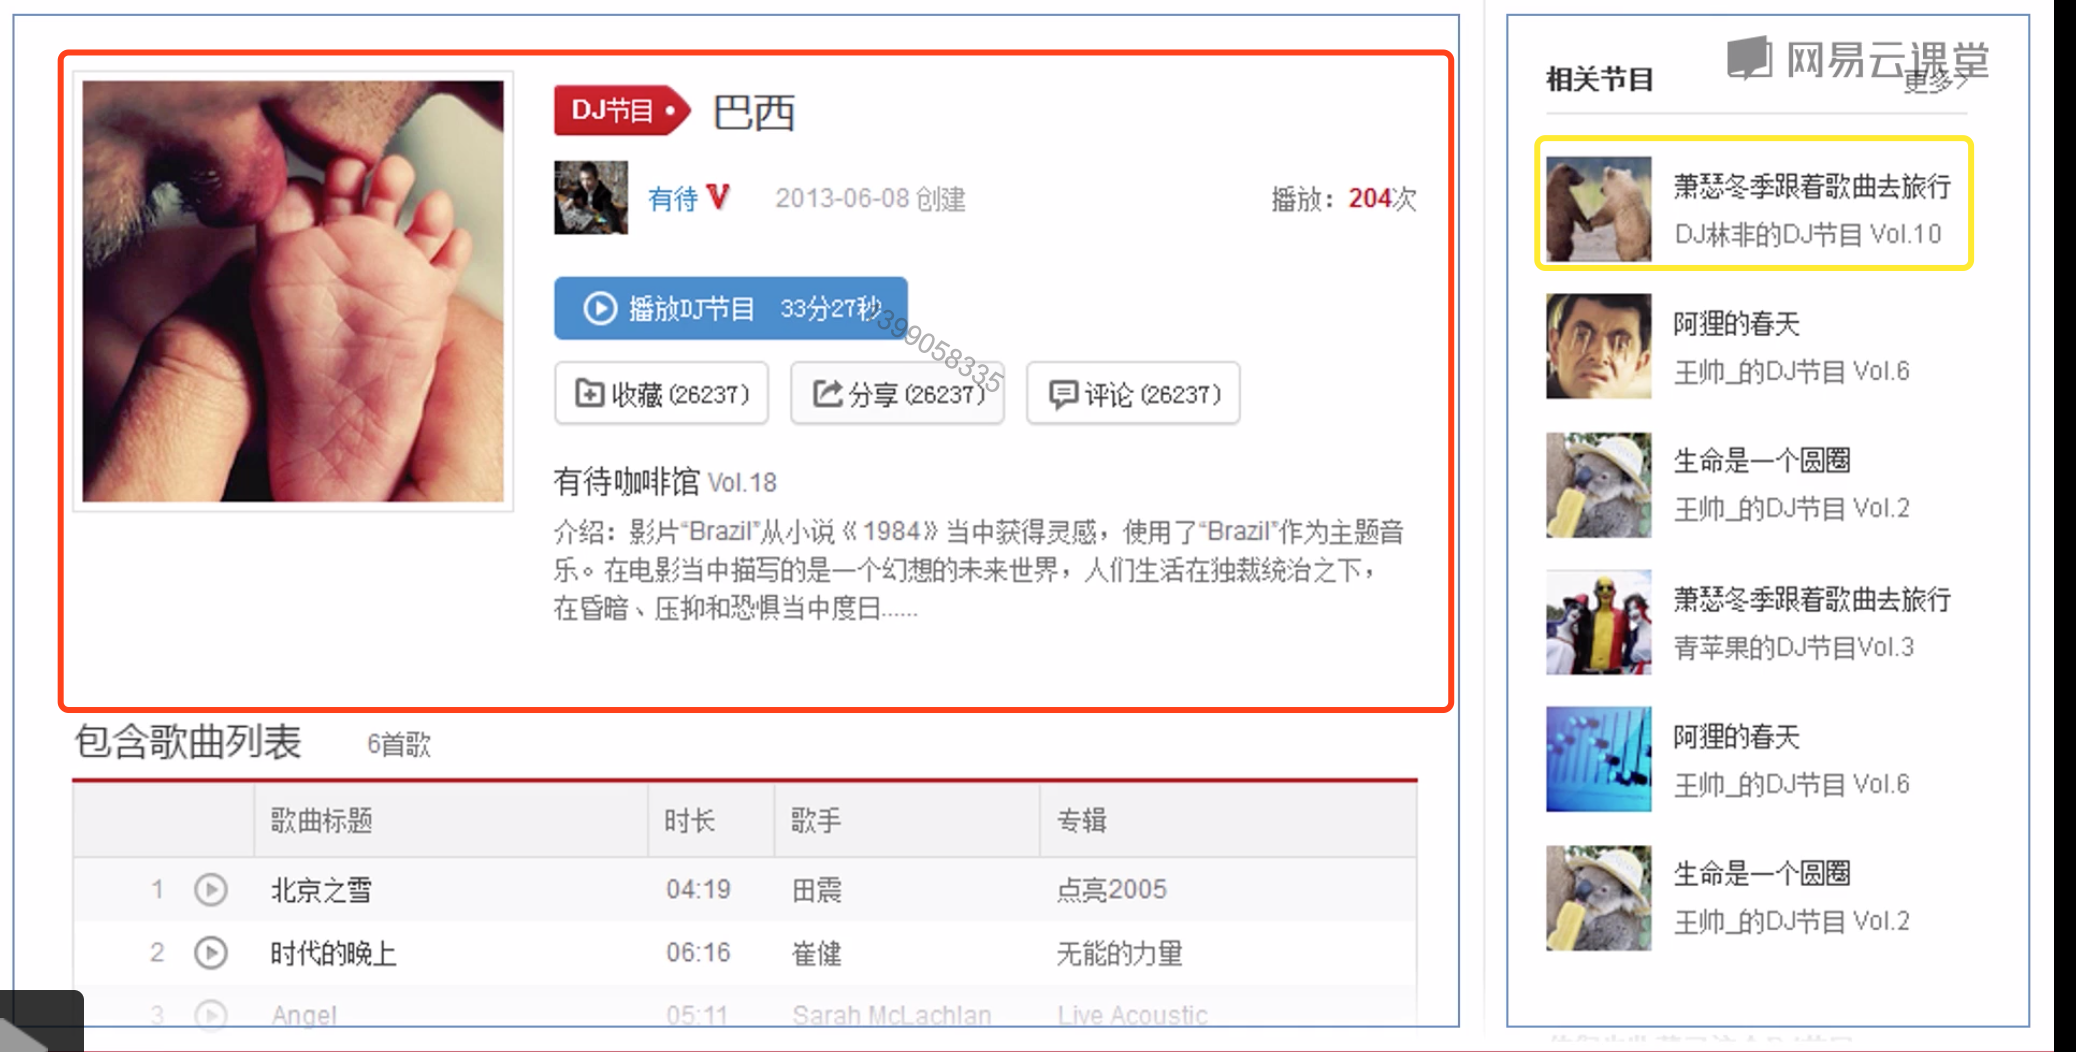 DJ节目
巴西
有待 V 2013-06-08 创建 播放：204次
播放DJ节目 33分27秒
399058335
收藏 (26237) 分享 (26237) 评论 (26237)
有待咖啡馆 Vol.18
介绍：影片“Brazil”从小说《1984》当中获得灵感，使用了“Brazil”作为主题音
乐。在电影当中描写的是一个幻想的未来世界，人们生活在独裁统治之下，
在昏暗、压抑和恐惧当中度日......
包含歌曲列表 6首歌
歌曲标题 时长 歌手 专辑
1 北京之雪 04:19 田震 点亮2005
2 时代的晚上 06:16 崔健 无能的力量
3 Angel 05:11 Sarah McLachlan Live Acoustic
网易云课堂
相关节目 更多>
萧瑟冬季跟着歌曲去旅行
DJ林非的DJ节目 Vol.10
阿狸的春天
王帅_的DJ节目 Vol.6
生命是一个圆圈
王帅_的DJ节目 Vol.2
萧瑟冬季跟着歌曲去旅行
青苹果的DJ节目Vol.3
阿狸的春天
王帅_的DJ节目 Vol.6
生命是一个圆圈
王帅_的DJ节目 Vol.2